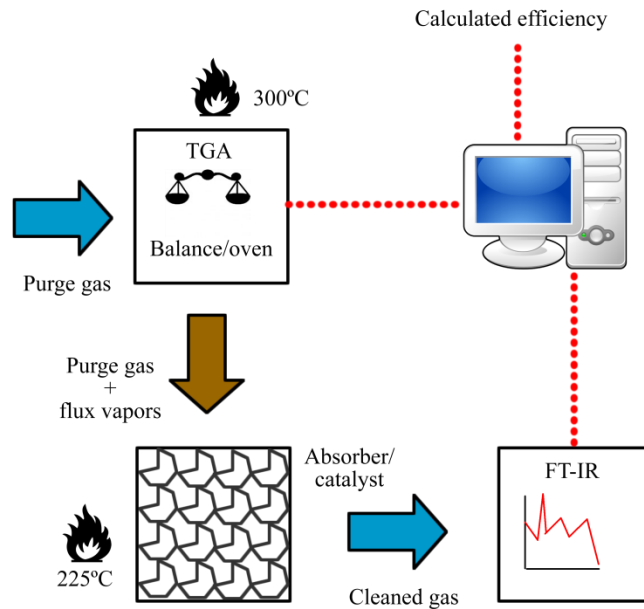 Calculated efficiency
300ºC
TGA
Balance/oven
Purge gas
Purge gas
+
flux vapors
Absorber/
catalyst
FT-IR
225ºC
Cleaned gas